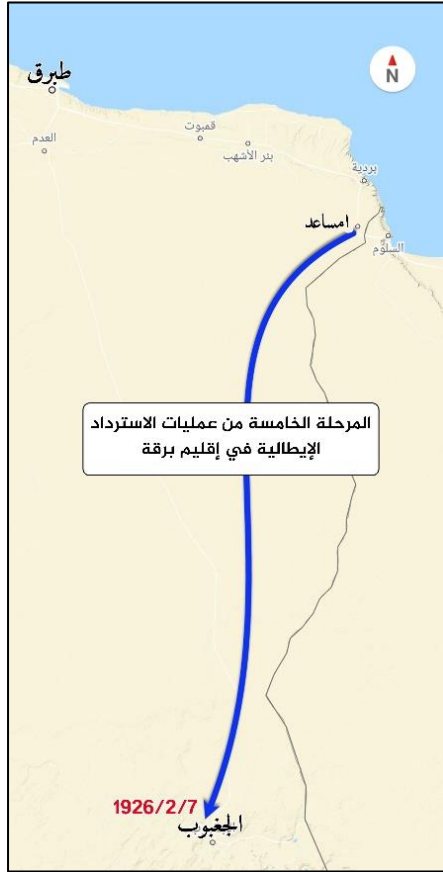 N
طبرق
العدم
قمبوت
بئر الأشهب
بردية
امساعد
السلوم
المرحلة الخامسة من عمليات الاسترداد
الإيطالية في إقليم برقة
1926/2/7
الجغبوب